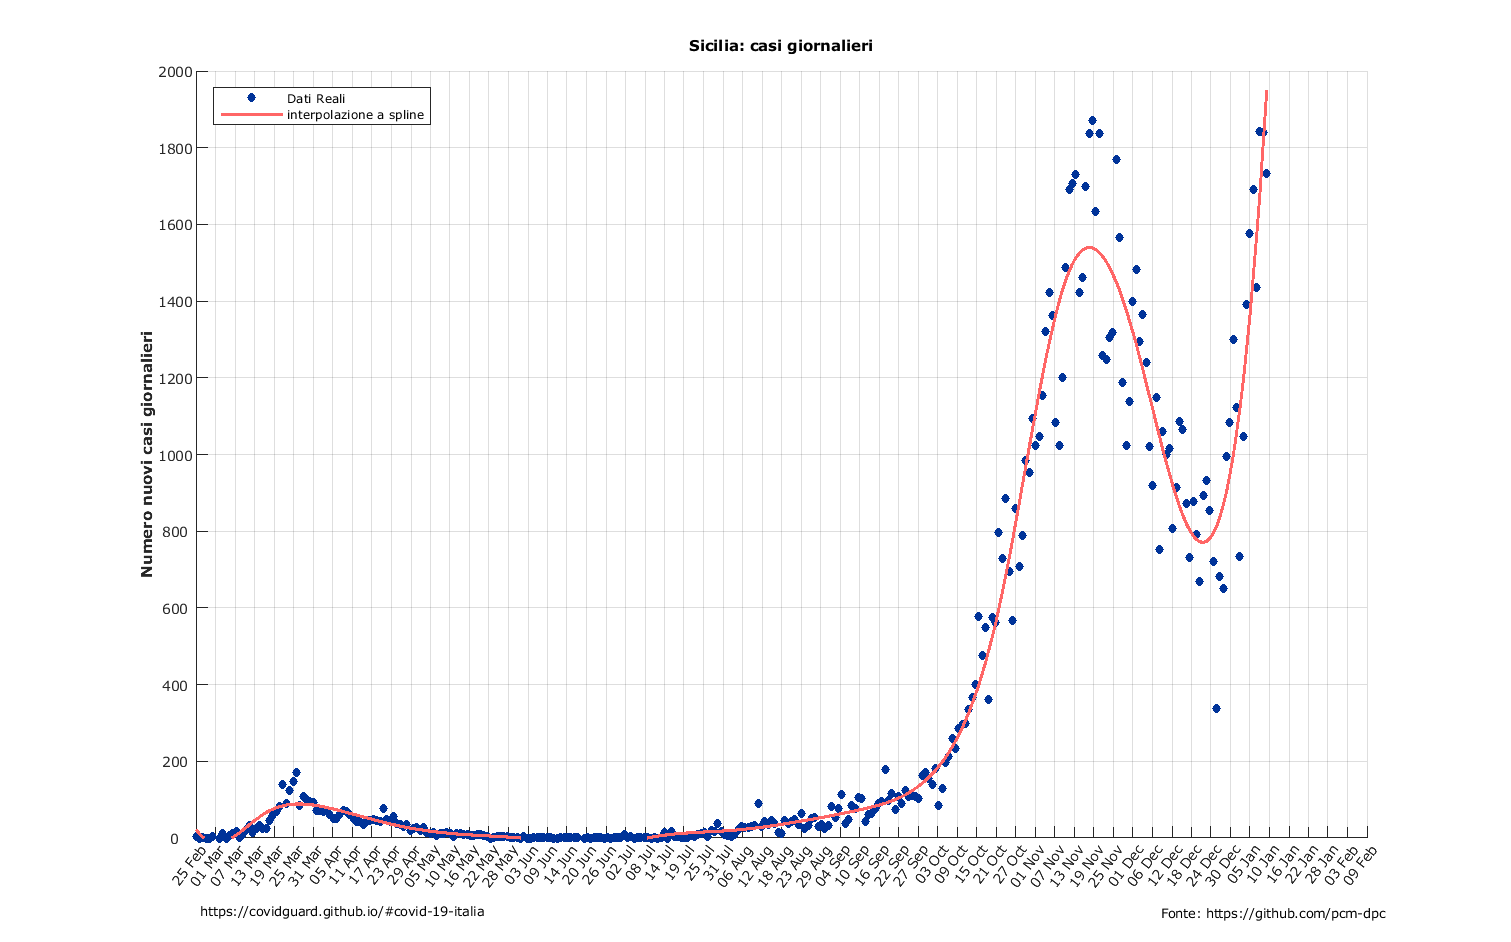 Sicilia: casi giornalieri
Dati Reali
interpolazione a spline
Numero nuovi casi giornalieri
2000
1800
1600
1400
1200
1000
800
600
400
200
0
25 Feb
01 Mar
07 Mar
13 Mar
19 Mar
25 Mar
31 Mar
05 Apr
11 Apr
17 Apr
23 Apr
29 Apr
05 May
10 May
16 May
22 May
28 May
03 Jun
09 Jun
14 Jun
20 Jun
26 Jun
02 Jul
08 Jul
14 Jul
19 Jul
25 Jul
31 Jul
06 Aug
12 Aug
18 Aug
23 Aug
29 Aug
04 Sep
10 Sep
16 Sep
22 Sep
27 Sep
03 Oct
09 Oct
15 Oct
21 Oct
27 Oct
01 Nov
07 Nov
13 Nov
19 Nov
25 Nov
01 Dec
06 Dec
12 Dec
18 Dec
24 Dec
30 Dec
05 Jan
10 Jan
16 Jan
22 Jan
28 Jan
03 Feb
09 Feb
https://covidguard.github.io/#covid-19-italia
Fonte: https://github.com/pcm-dpc